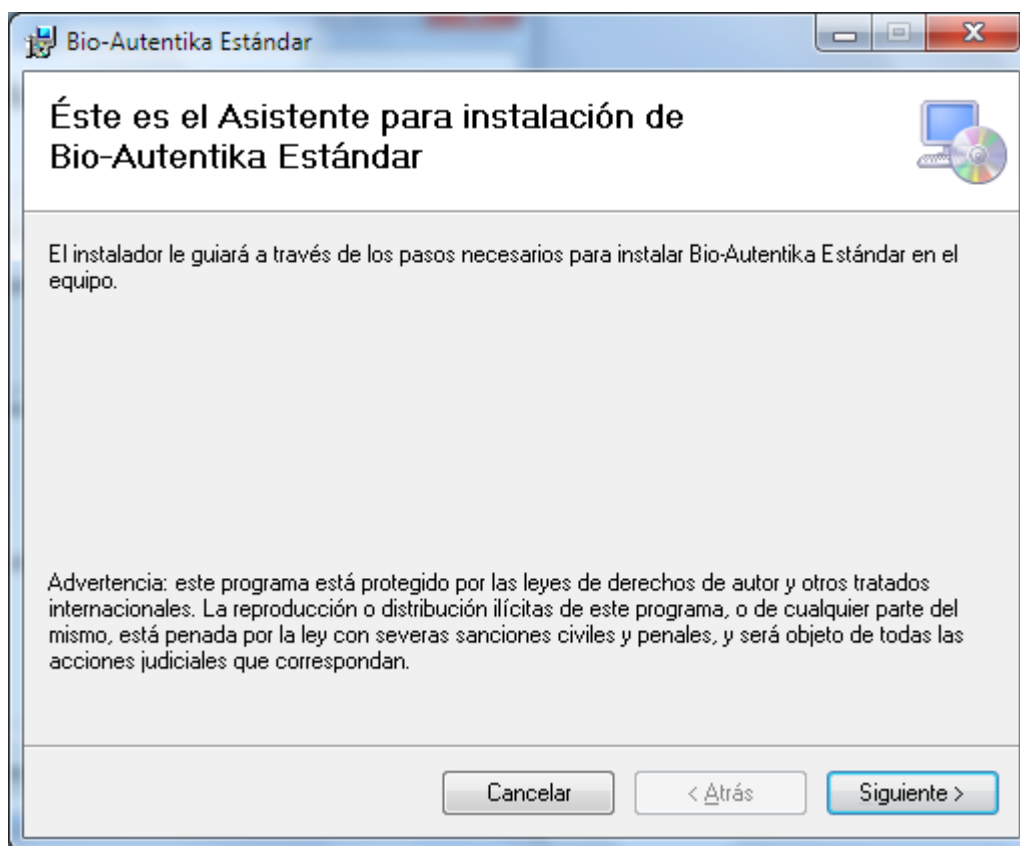 Bio-Autentika Estándar
Éste es el Asistente para instalación de
Bio-Autentika Estándar
El instalador le guiará a través de los pasos necesarios para instalar Bio-Autentika Estándar en el
equipo.
Advertencia: este programa está protegido por las leyes de derechos de autor y otros tratados
internacionales. La reproducción o distribución ilícitas de este programa, o de cualquier parte del
mismo, está penada por la ley con severas sanciones civiles y penales, y será objeto de todas las
acciones judiciales que correspondan.
Cancelar < Atrás Siguiente >